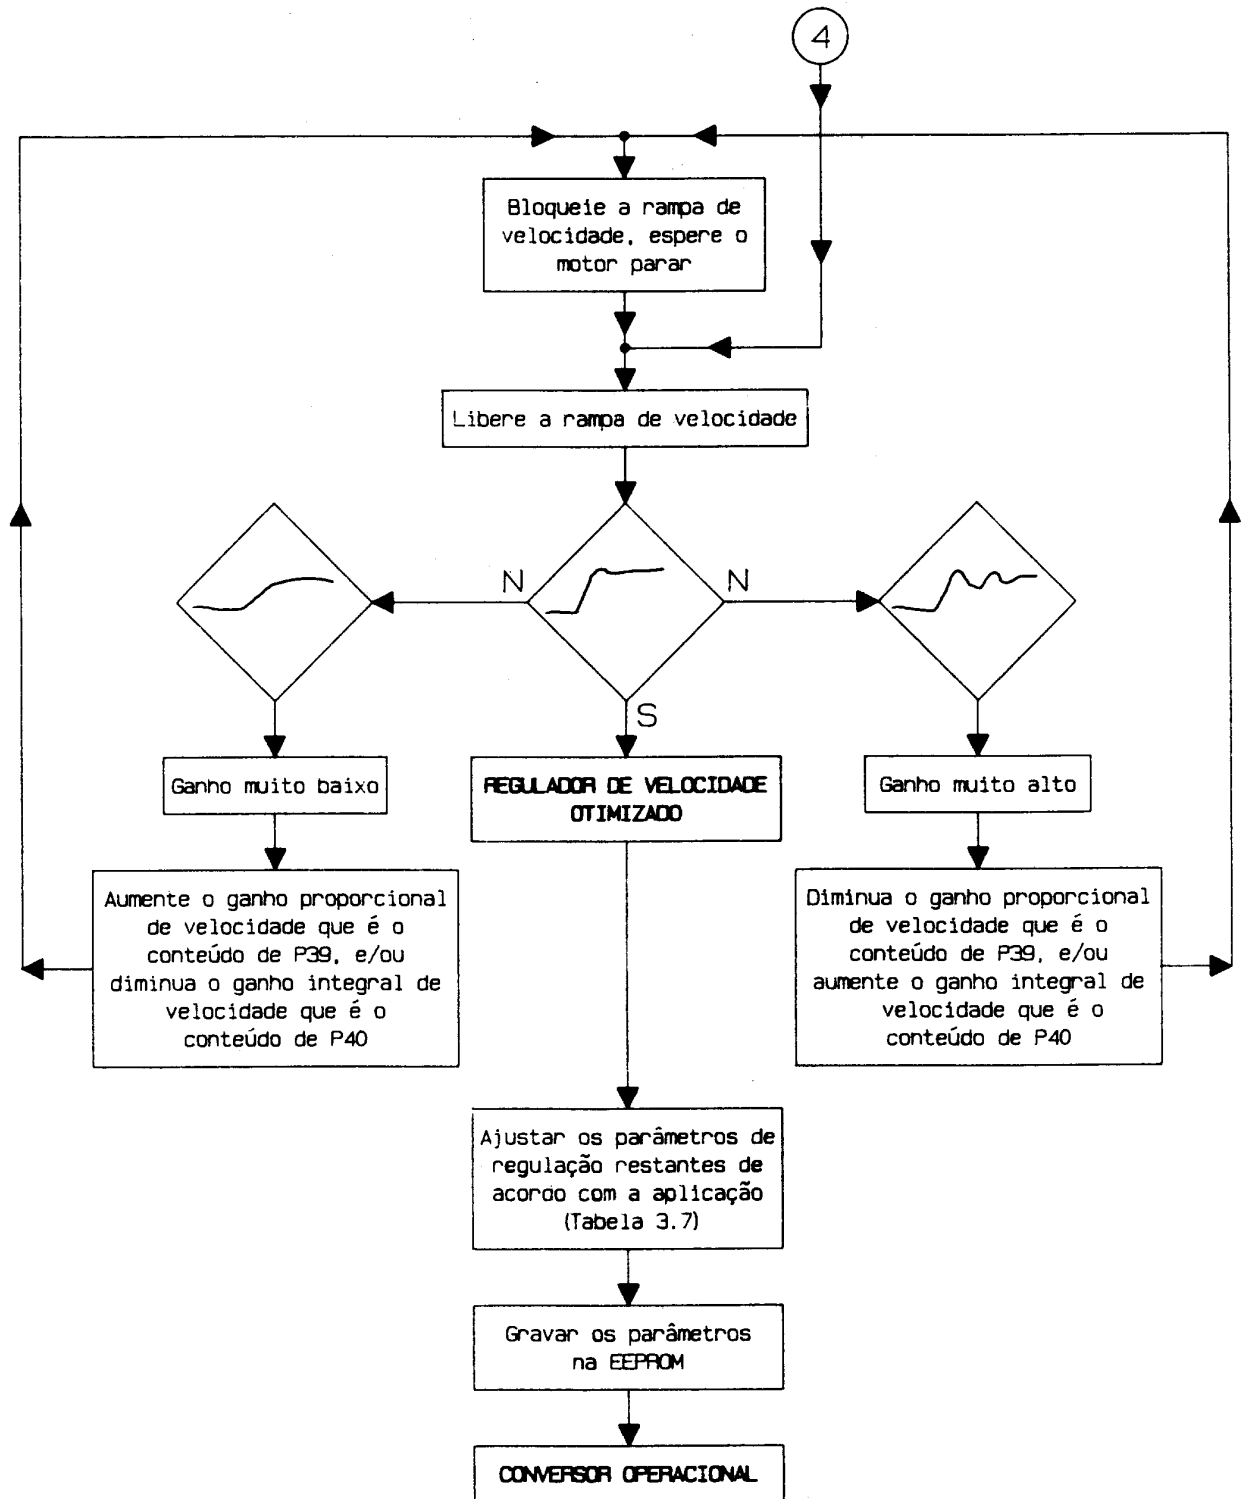 4
Bloqueie a rampa de
velocidade, espere o
motor parar
Libere a rampa de velocidade
N
N
S
Ganho muito baixo
REGULADOR DE VELOCIDADE
OTIMIZADO
Ganho muito alto
Aumente o ganho proporcional
de velocidade que é o
conteúdo de P39, e/ou
diminua o ganho integral de
velocidade que é o
conteúdo de P40
Diminua o ganho proporcional
de velocidade que é o
conteúdo de P39, e/ou
aumente o ganho integral de
velocidade que é o
conteúdo de P40
Ajustar os parâmetros de
regulação restantes de
acordo com a aplicação
(Tabela 3.7)
Gravar os parâmetros
na EEPROM
CONVERSOR OPERACIONAL